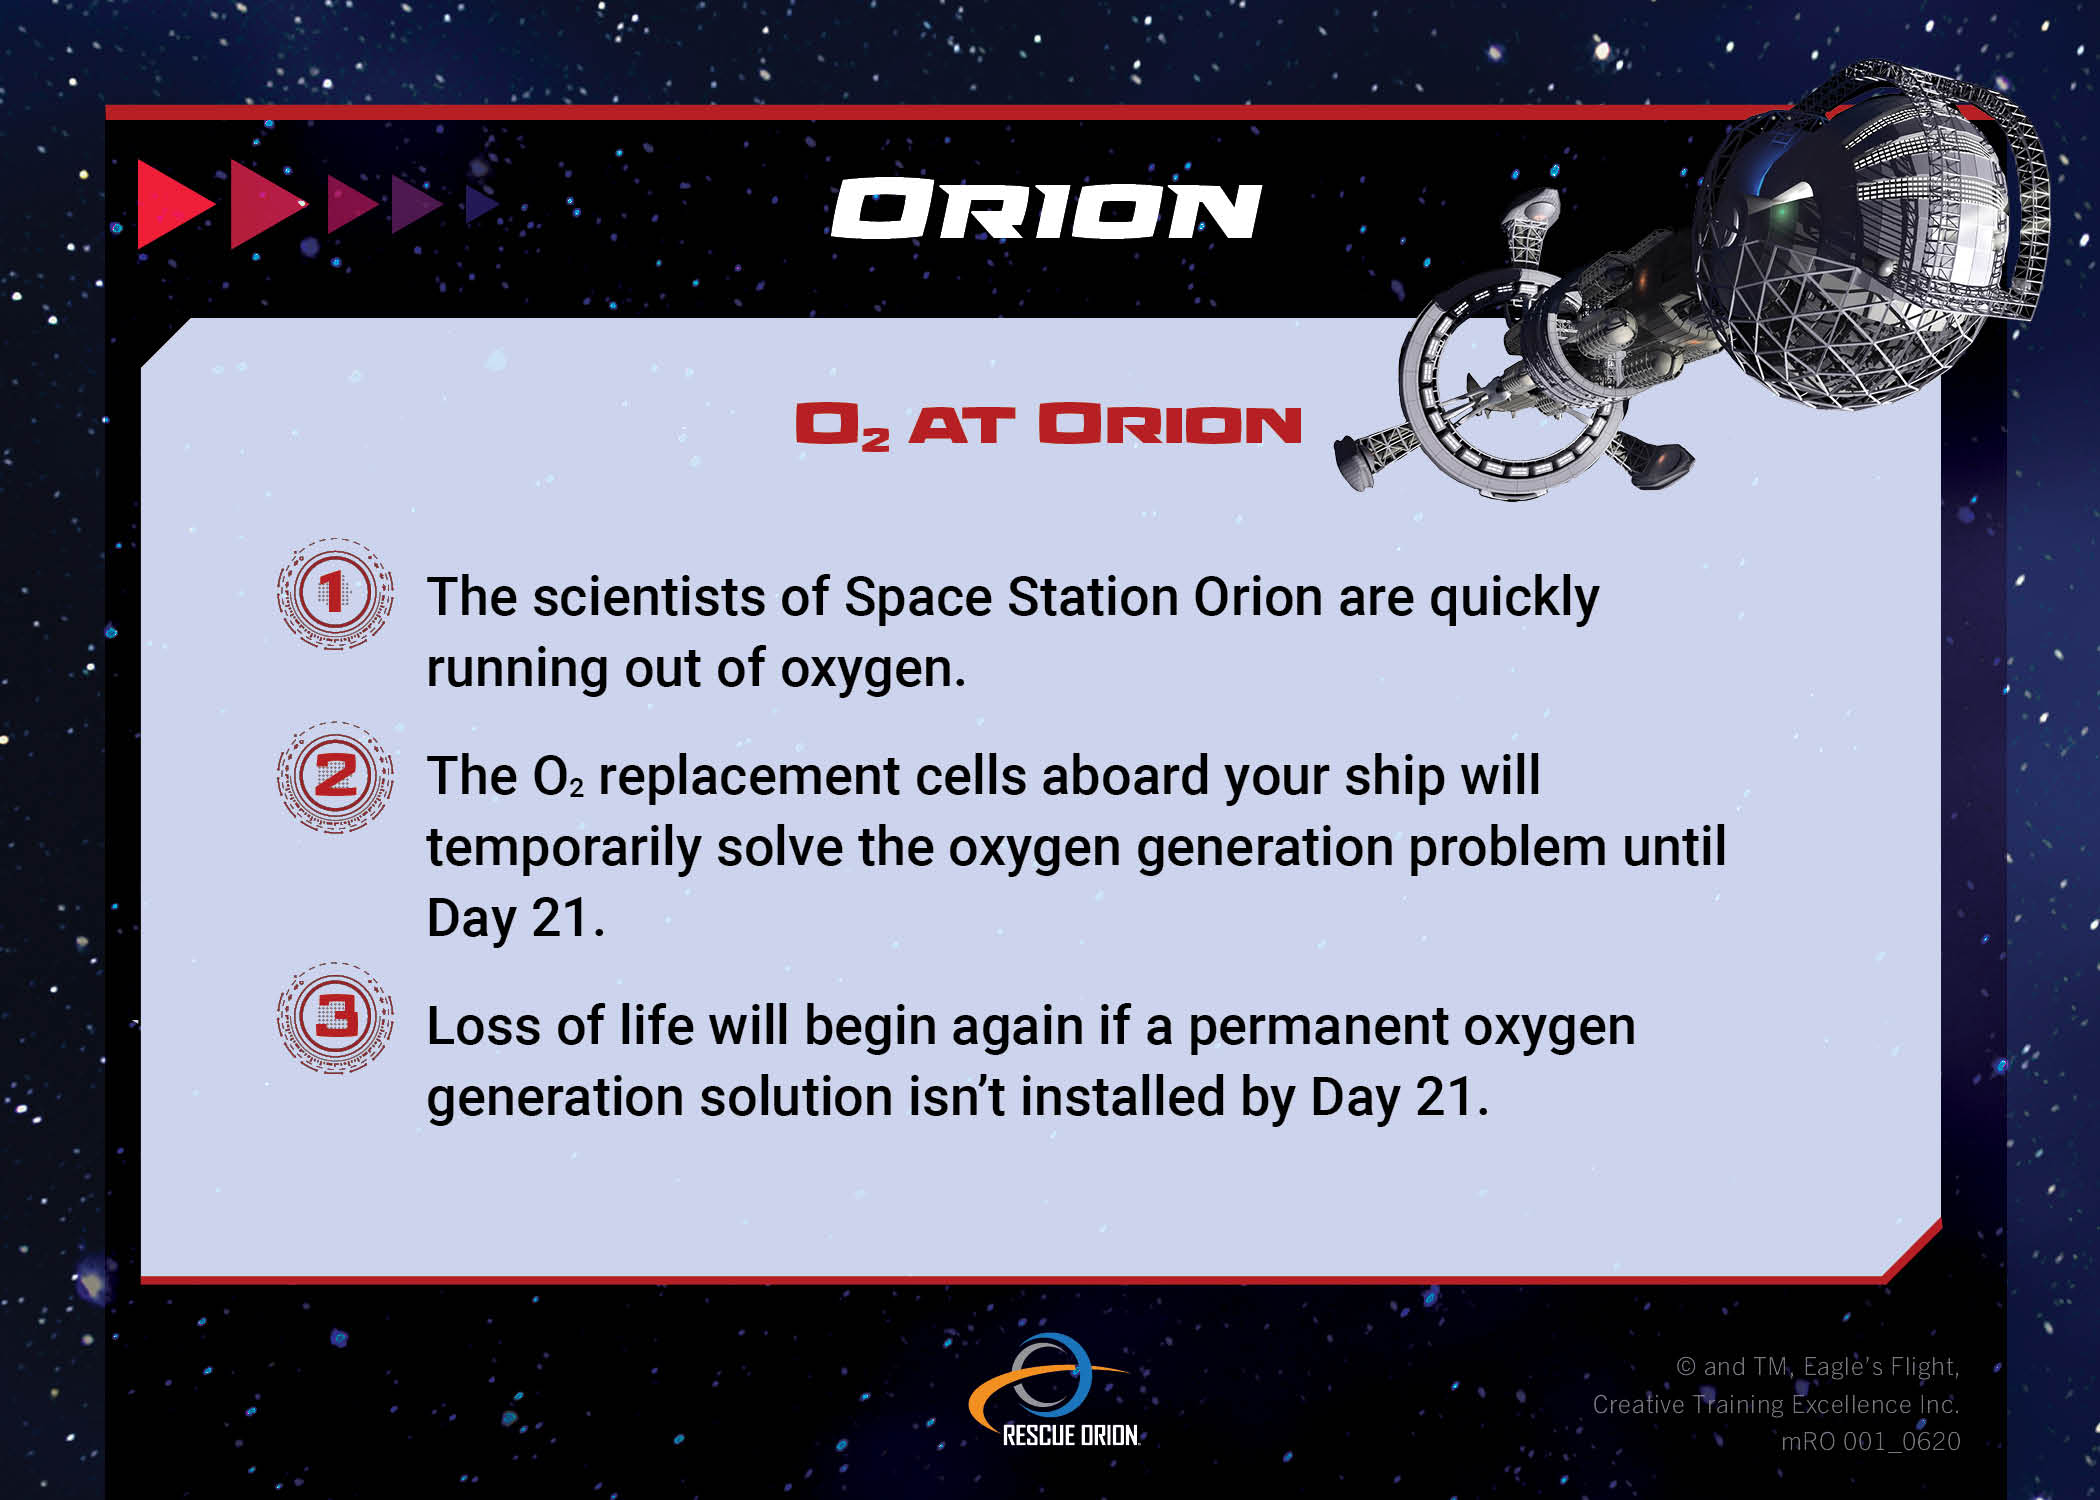 ORION
O₂ AT ORION
1 The scientists of Space Station Orion are quickly
running out of oxygen.
2 The O₂ replacement cells aboard your ship will
temporarily solve the oxygen generation problem until
Day 21.
3 Loss of life will begin again if a permanent oxygen
generation solution isn’t installed by Day 21.
RESCUE ORION
© and TM, Eagle’s Flight,
Creative Training Excellence Inc.
mRO 001_0620